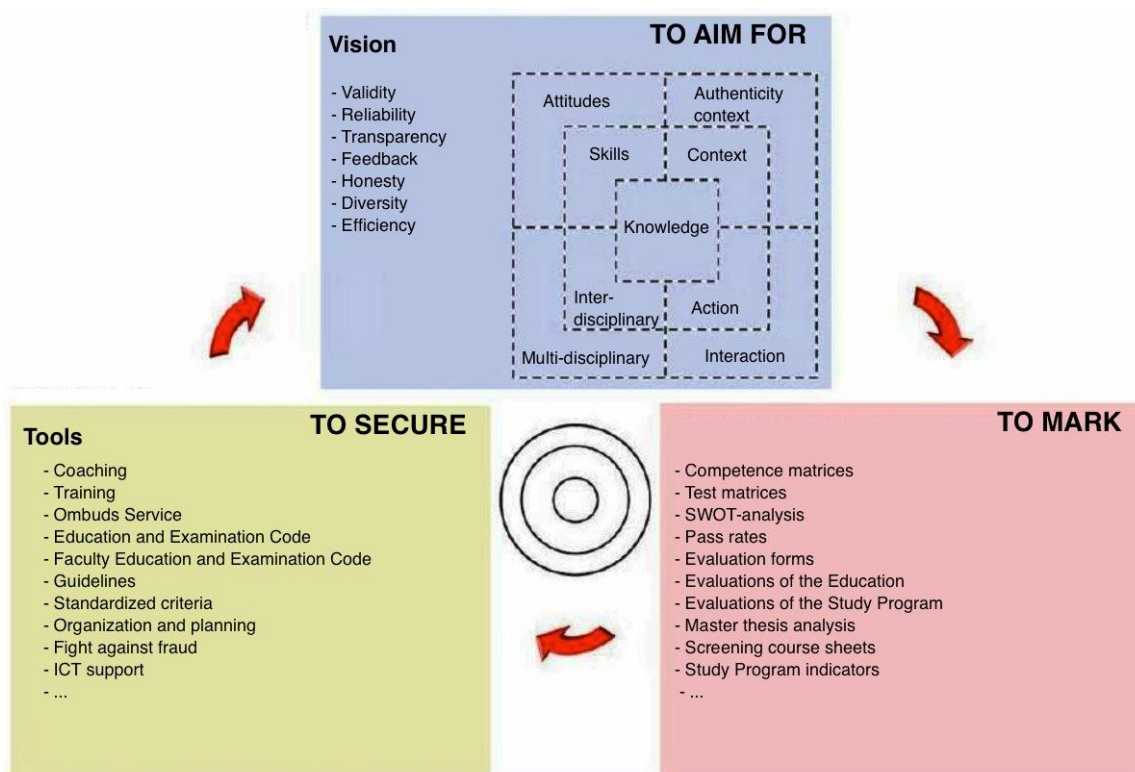 TO AIM FOR
Vision
- Validity
- Reliability
- Transparency
- Feedback
- Honesty
- Diversity
- Efficiency
Attitudes
Authenticity
context
Skills
Context
Knowledge
Inter-
disciplinary
Action
Multi-disciplinary
Interaction
TO SECURE
Tools
- Coaching
- Training
- Ombuds Service
- Education and Examination Code
- Faculty Education and Examination Code
- Guidelines
- Standardized criteria
- Organization and planning
- Fight against fraud
- ICT support
- ...
TO MARK
- Competence matrices
- Test matrices
- SWOT-analysis
- Pass rates
- Evaluation forms
- Evaluations of the Education
- Evaluations of the Study Program
- Master thesis analysis
- Screening course sheets
- Study Program indicators
- ...